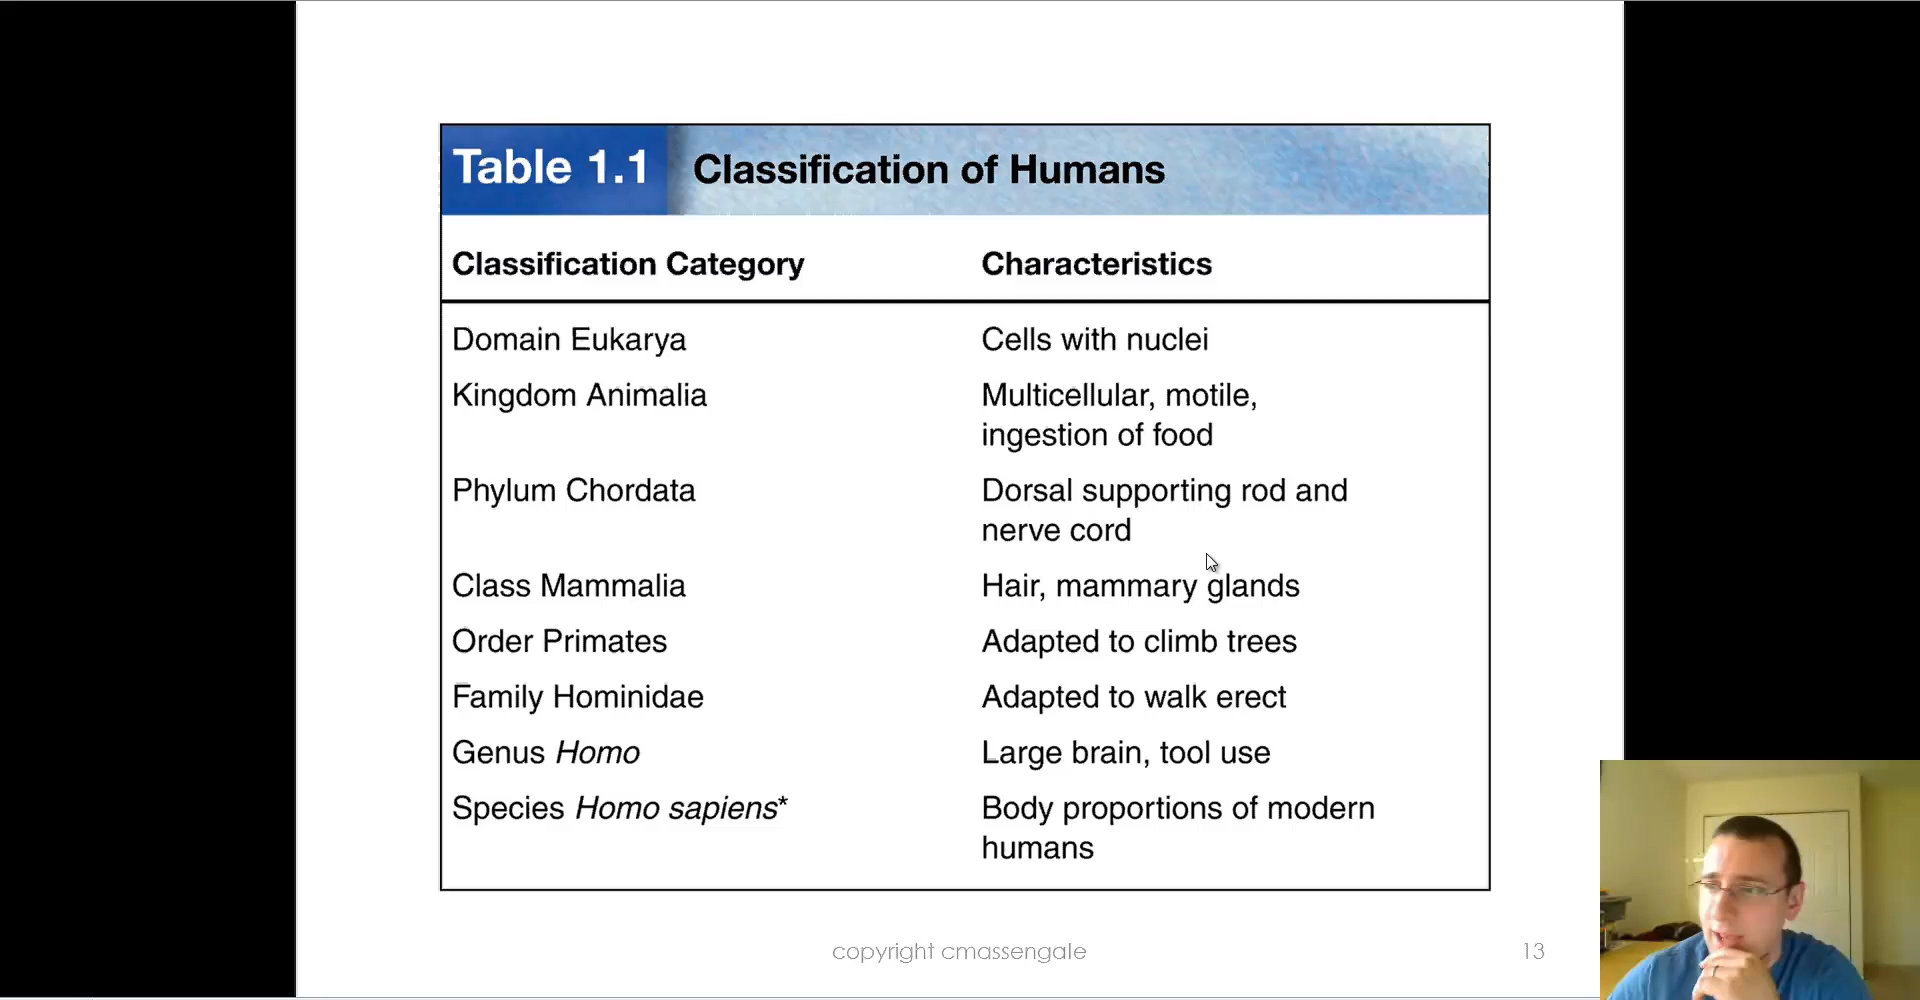 Table 1.1 Classification of Humans
Classification Category Characteristics
Domain Eukarya Cells with nuclei
Kingdom Animalia Multicellular, motile,
ingestion of food
Phylum Chordata Dorsal supporting rod and
nerve cord
Class Mammalia Hair, mammary glands
Order Primates Adapted to climb trees
Family Hominidae Adapted to walk erect
Genus Homo Large brain, tool use
Species Homo sapiens* Body proportions of modern
humans
copyright cmassengale 13